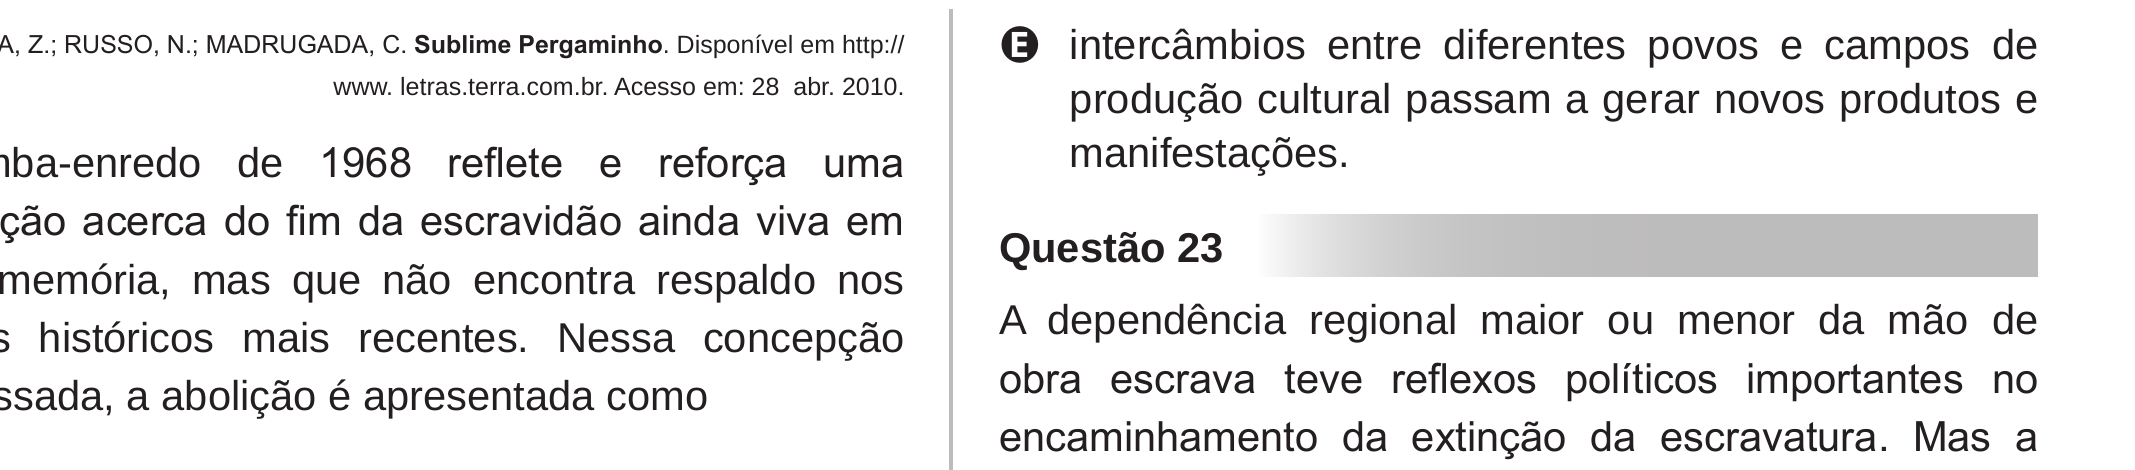 A, Z.; RUSSO, N.; MADRUGADA, C. Sublime Pergaminho. Disponível em http://
www. letras.terra.com.br. Acesso em: 28 abr. 2010.
mba-enredo de 1968 reflete e reforça uma
ção acerca do fim da escravidão ainda viva em
memória, mas que não encontra respaldo nos
s históricos mais recentes. Nessa concepção
ssada, a abolição é apresentada como
E intercâmbios entre diferentes povos e campos de
produção cultural passam a gerar novos produtos e
manifestações.
Questão 23
A dependência regional maior ou menor da mão de
obra escrava teve reflexos políticos importantes no
encaminhamento da extinção da escravatura. Mas a